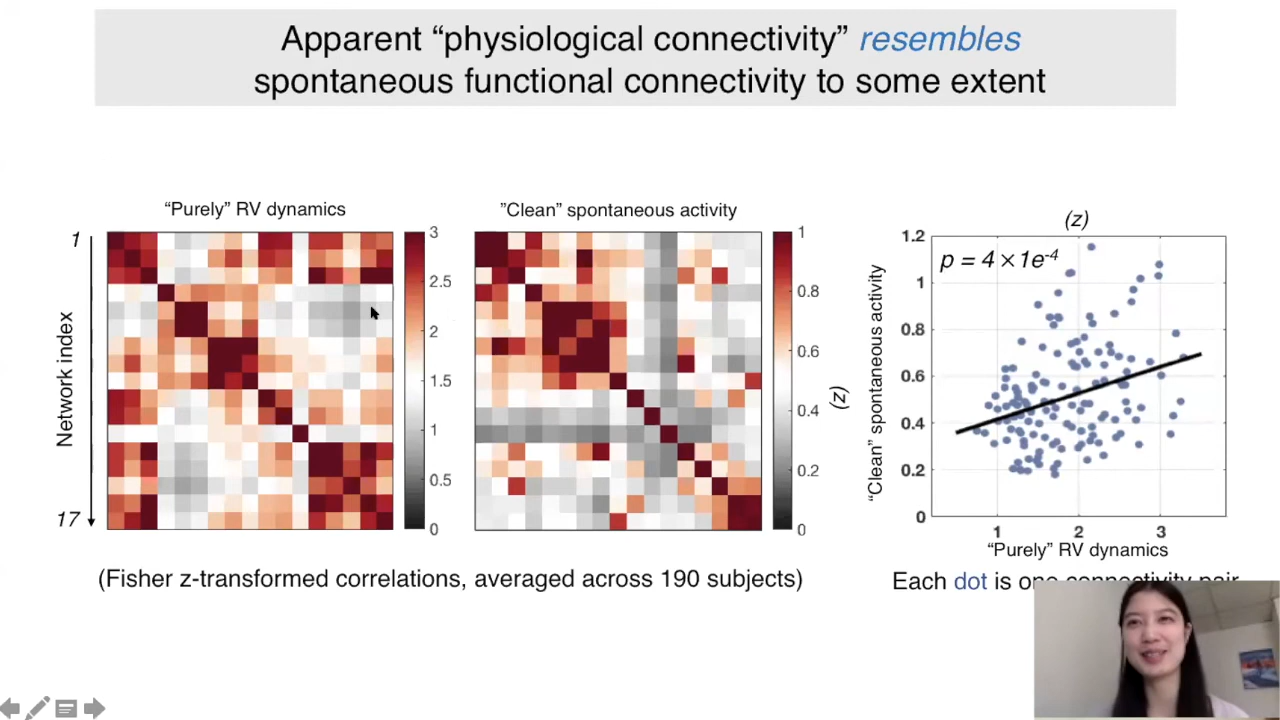 Apparent “physiological connectivity” resembles
spontaneous functional connectivity to some extent
“Purely” RV dynamics
”Clean” spontaneous activity
(z)
1
Network index
17
3
2.5
2
1.5
1
0.5
0
1
0.8
0.6
0.4
0.2
0
(z)
p = 4×1e-4
“Clean” spontaneous activity
1.2
1
0.8
0.6
0.4
0.2
0
1
2
3
“Purely” RV dynamics
(Fisher z-transformed correlations, averaged across 190 subjects)
Each dot is one connectivity pair